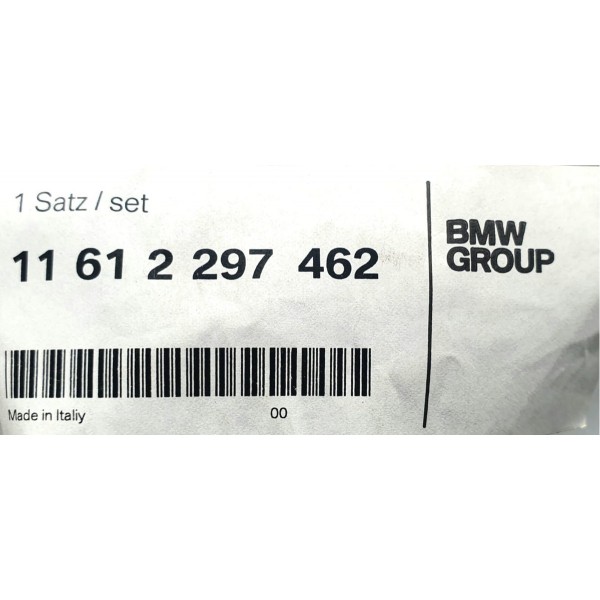 1 Satz / set
11 61 2 297 462
BMW
GROUP
Made in Italiy
00